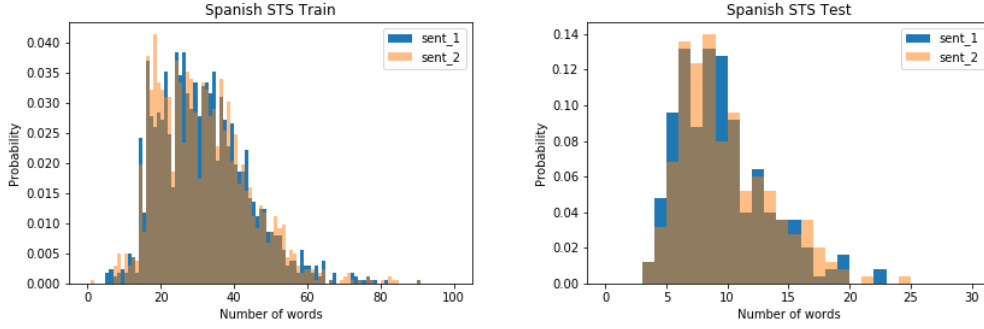 Spanish STS Train
sent_1
sent_2
Probability
0.040
0.035
0.030
0.025
0.020
0.015
0.010
0.005
0.000
0 20 40 60 80 100
Number of words
Spanish STS Test
sent_1
sent_2
Probability
0.14
0.12
0.10
0.08
0.06
0.04
0.02
0.00
0 5 10 15 20 25 30
Number of words